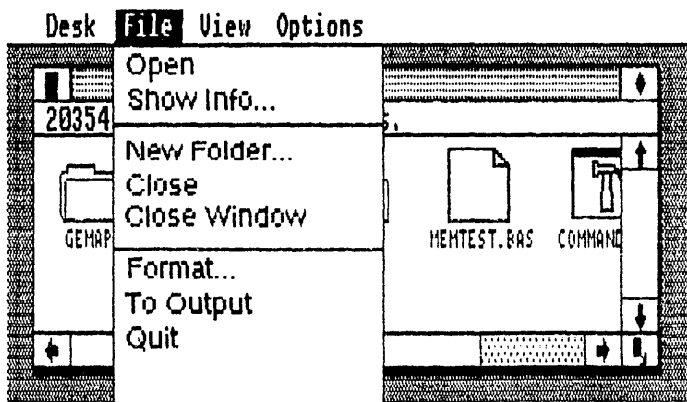 Desk File View Options
Open
Show Info...
20354 s.
New Folder...
Close
Close Window
GEMAP MEMTEST.BAS COMMAND
Format...
To Output
Quit